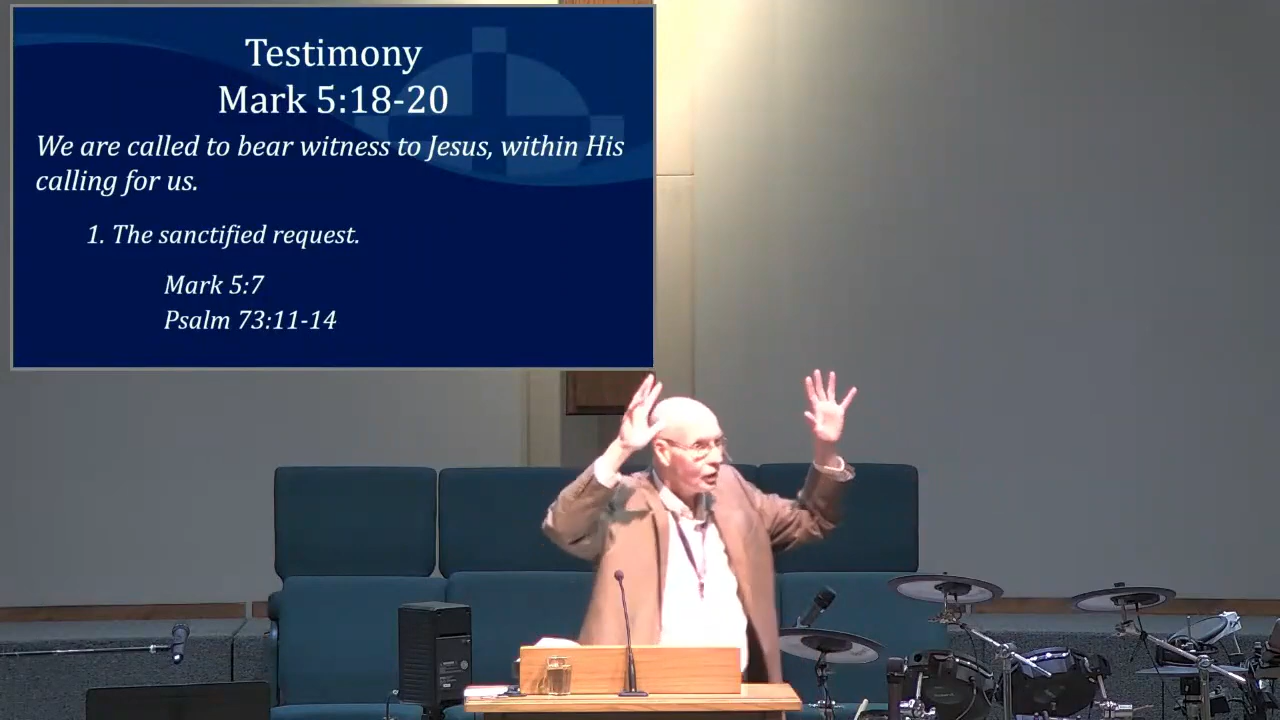 Testimony
Mark 5:18-20
We are called to bear witness to Jesus, within His
calling for us.
1. The sanctified request.
Mark 5:7
Psalm 73:11-14